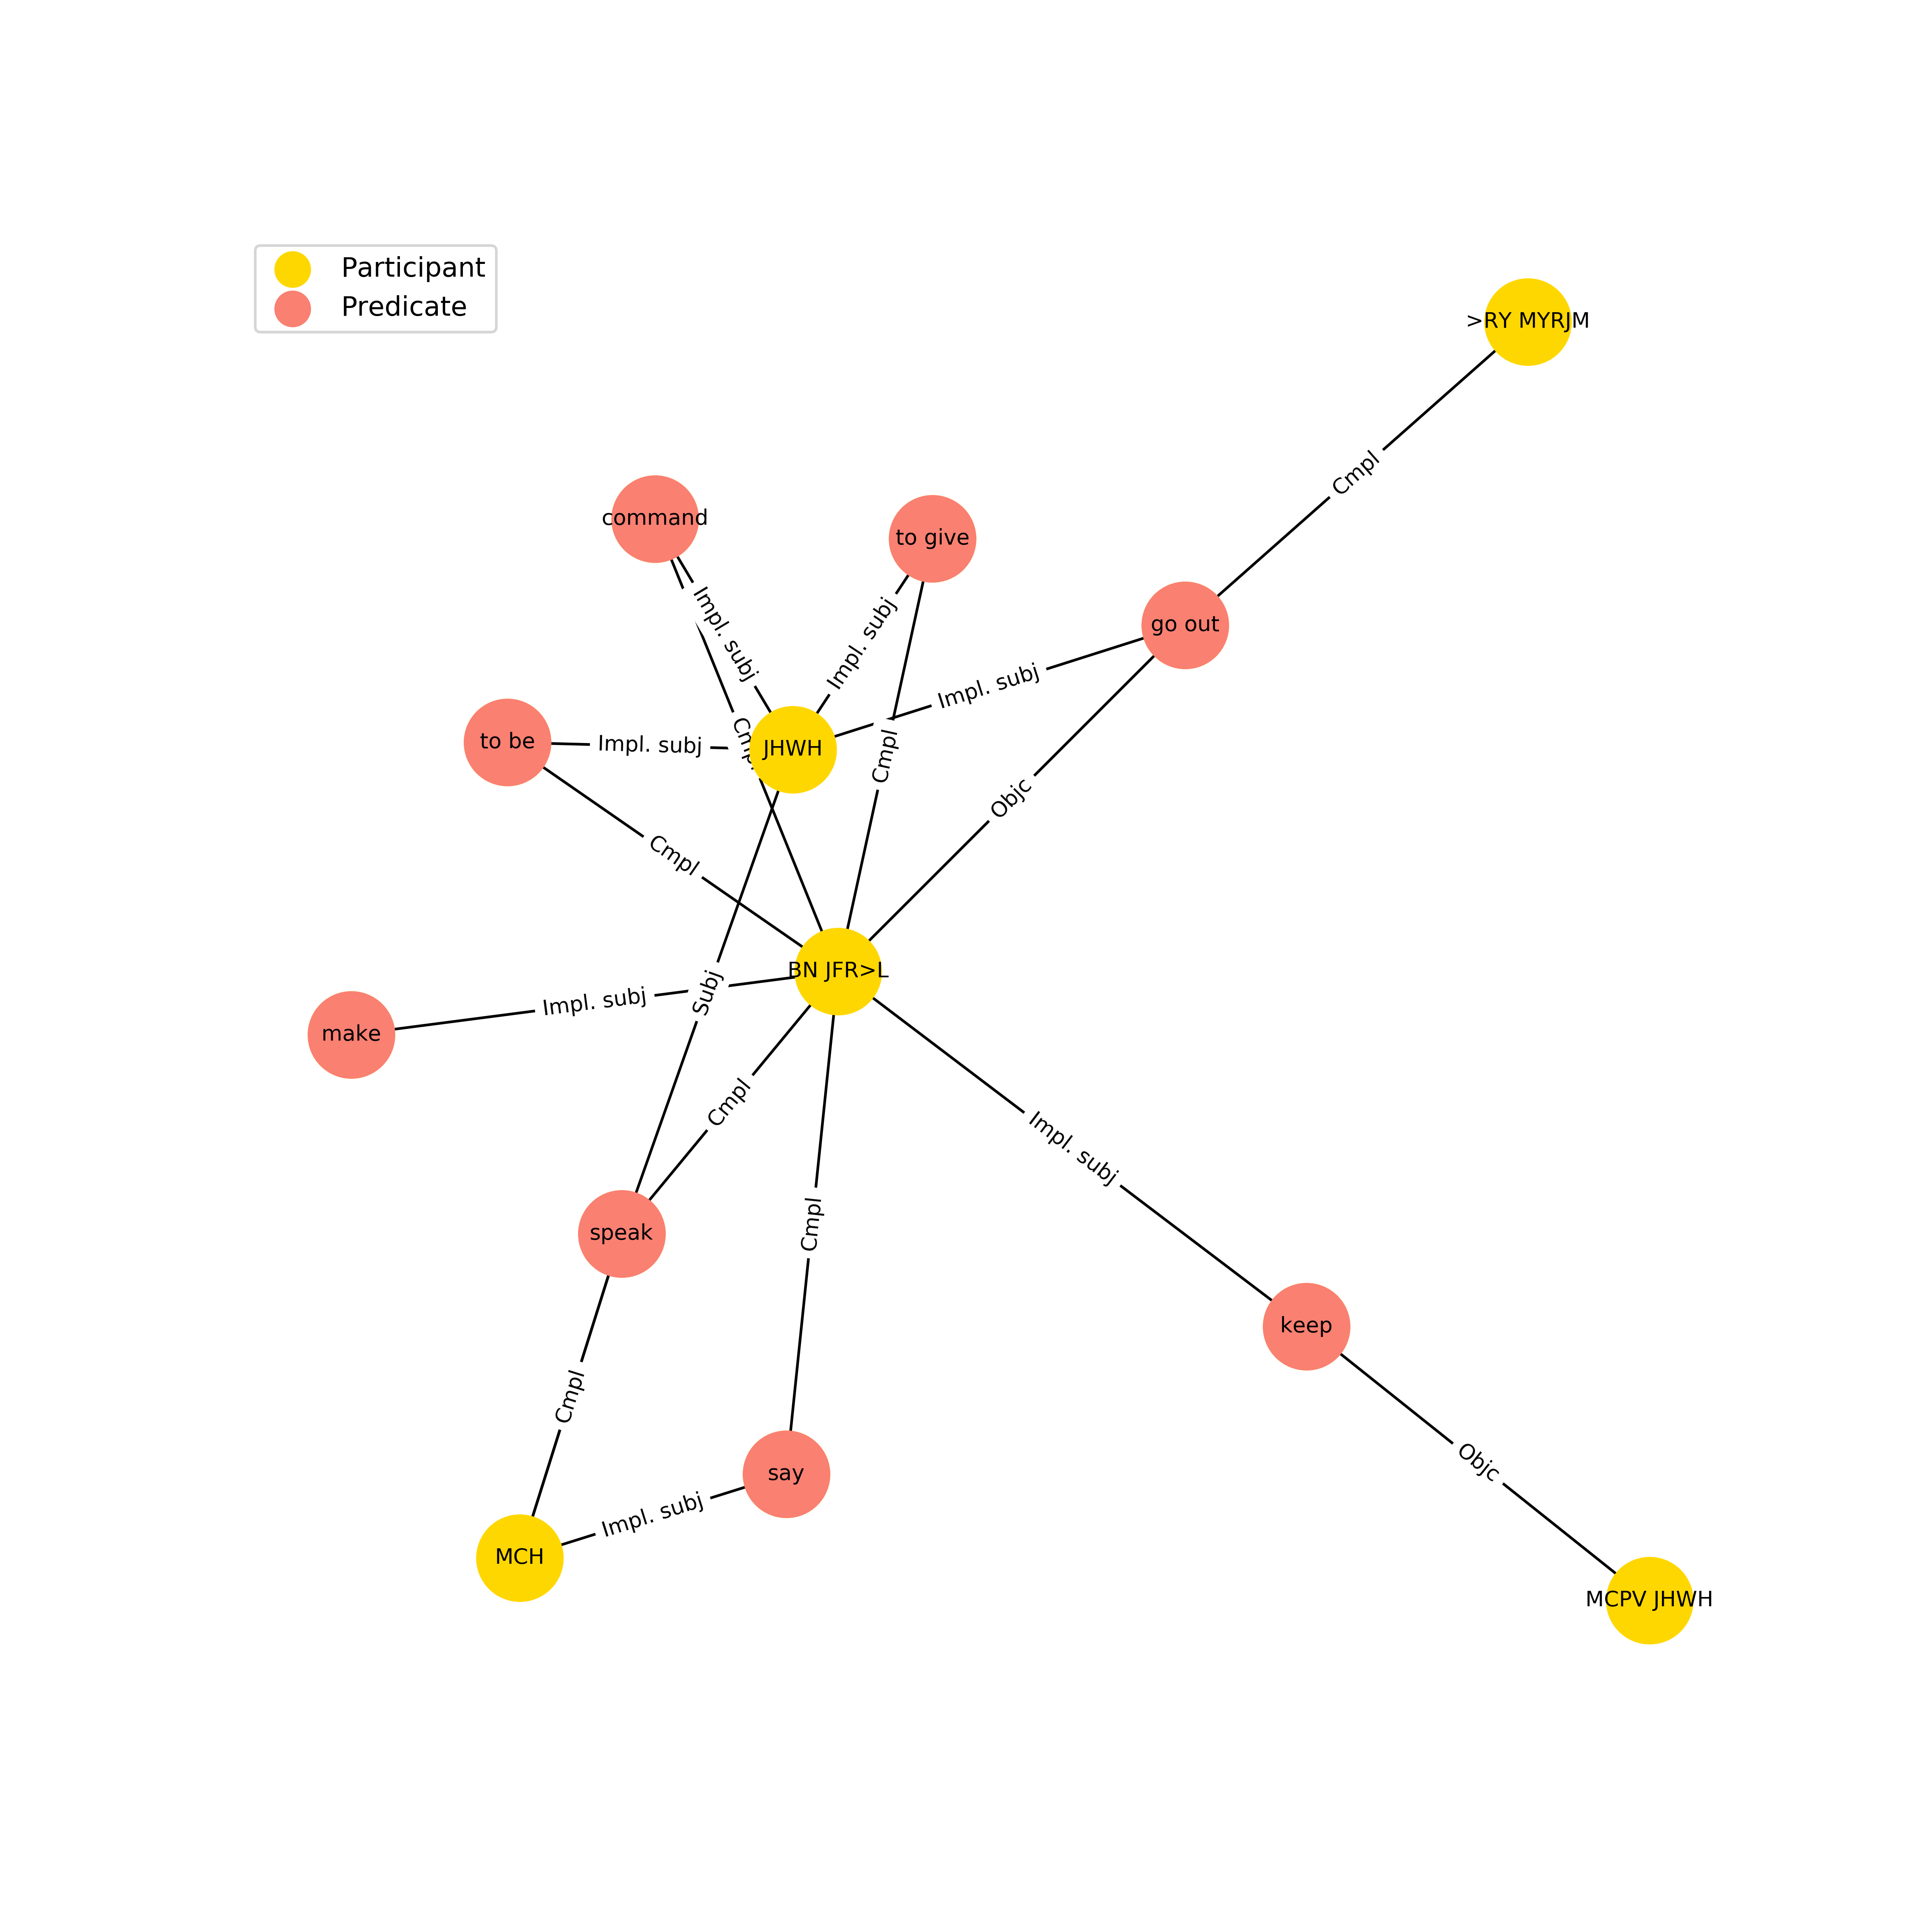 Participant
Predicate
>RY MYRJM
Cmpl
command
to give
Impl. subj
Impl. subj
go out
Impl. subj
to be
Impl. subj
JHWH
Cmpl
Cmpl
Objc
Cmpl
BN JFR>L
Impl. subj
Subj
make
Cmpl
Impl. subj
speak
Cmpl
keep
Cmpl
Objc
say
Impl. subj
MCH
MCPV JHWH